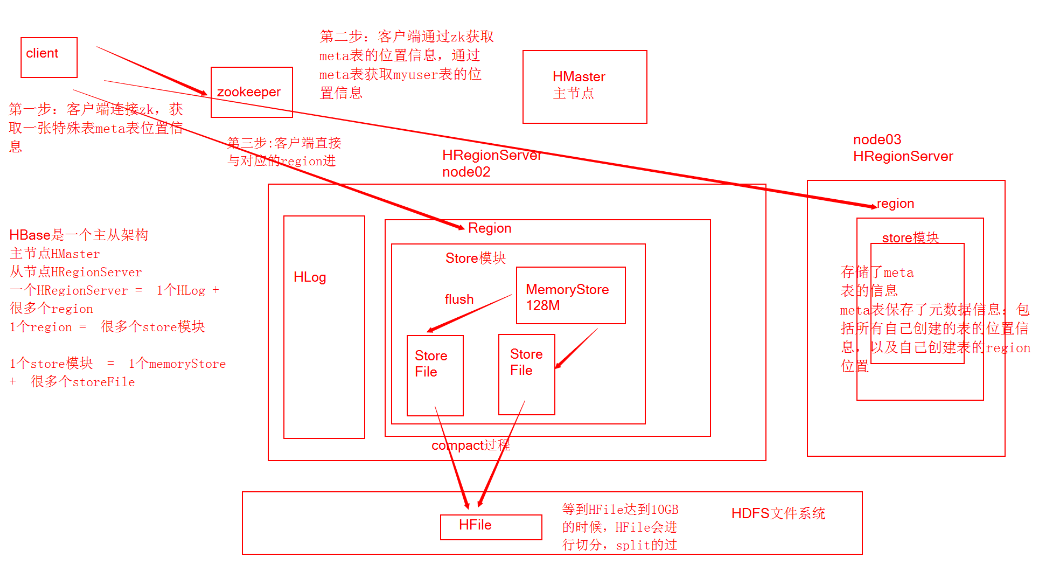 client
第一步：客户端连接zk，获
取一张特殊表meta表位置信
息
zookeeper
第二步：客户端通过zk获取
meta表的位置信息，通过
meta表获取myuser表的位
置信息
第三步:客户端直接
与对应的region进
HMaster
主节点
HBase是一个主从架构
主节点HMaster
从节点HRegionServer
一个HRegionServer = 1个HLog +
很多个region
1个region = 很多个store模块
1个store模块 = 1个memoryStore
+ 很多个storeFile
HRegionServer
node02
HLog
Region
Store模块
MemoryStore
128M
flush
Store
File
Store
File
compact过程
node03
HRegionServer
region
store模块
存储了meta
表的信息
meta表保存了元数据信息：包
括所有自己创建的表的位置信
息，以及自己创建表的region
位置
HFile
等到HFile达到10GB
的时候，HFile会进
行切分，split的过
HDFS文件系统